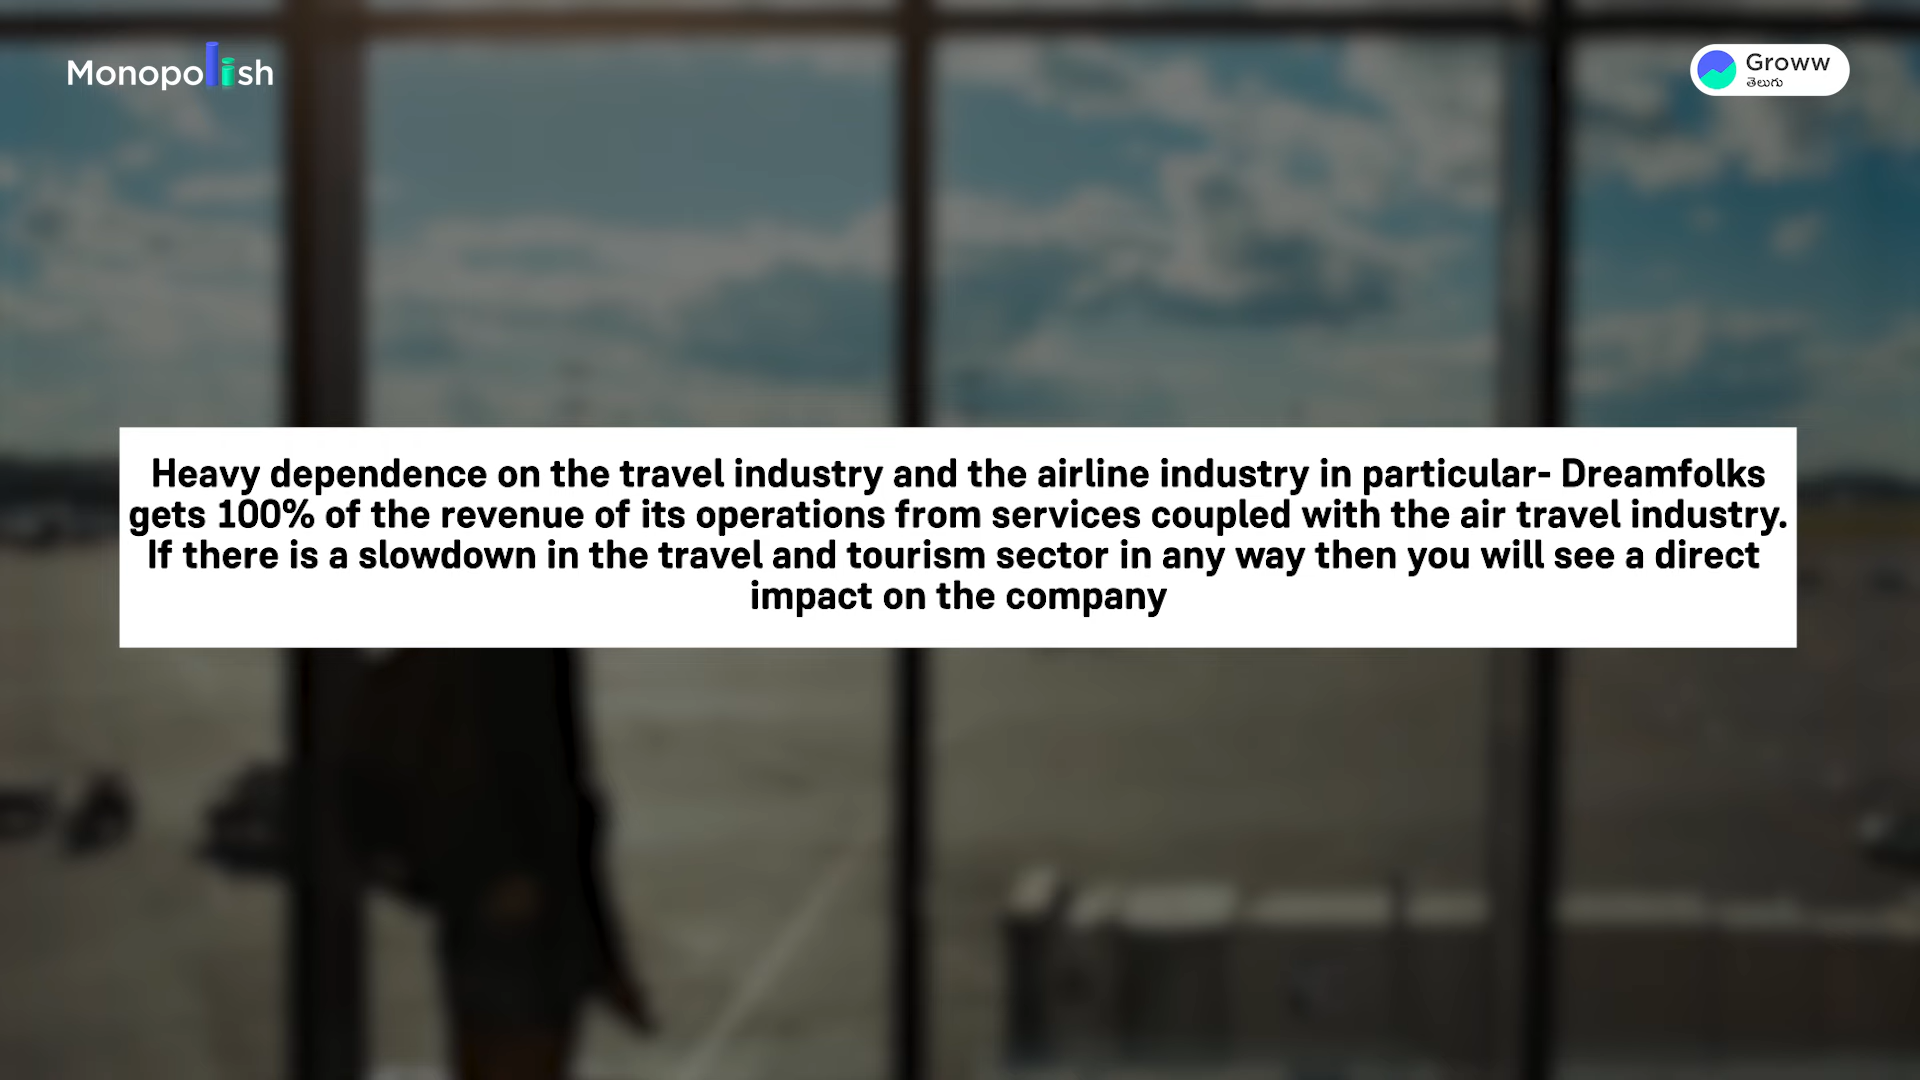 Monopolish
Groww
తెలుగు
Heavy dependence on the travel industry and the airline industry in particular- Dreamfolks
gets 100% of the revenue of its operations from services coupled with the air travel industry.
If there is a slowdown in the travel and tourism sector in any way then you will see a direct
impact on the company